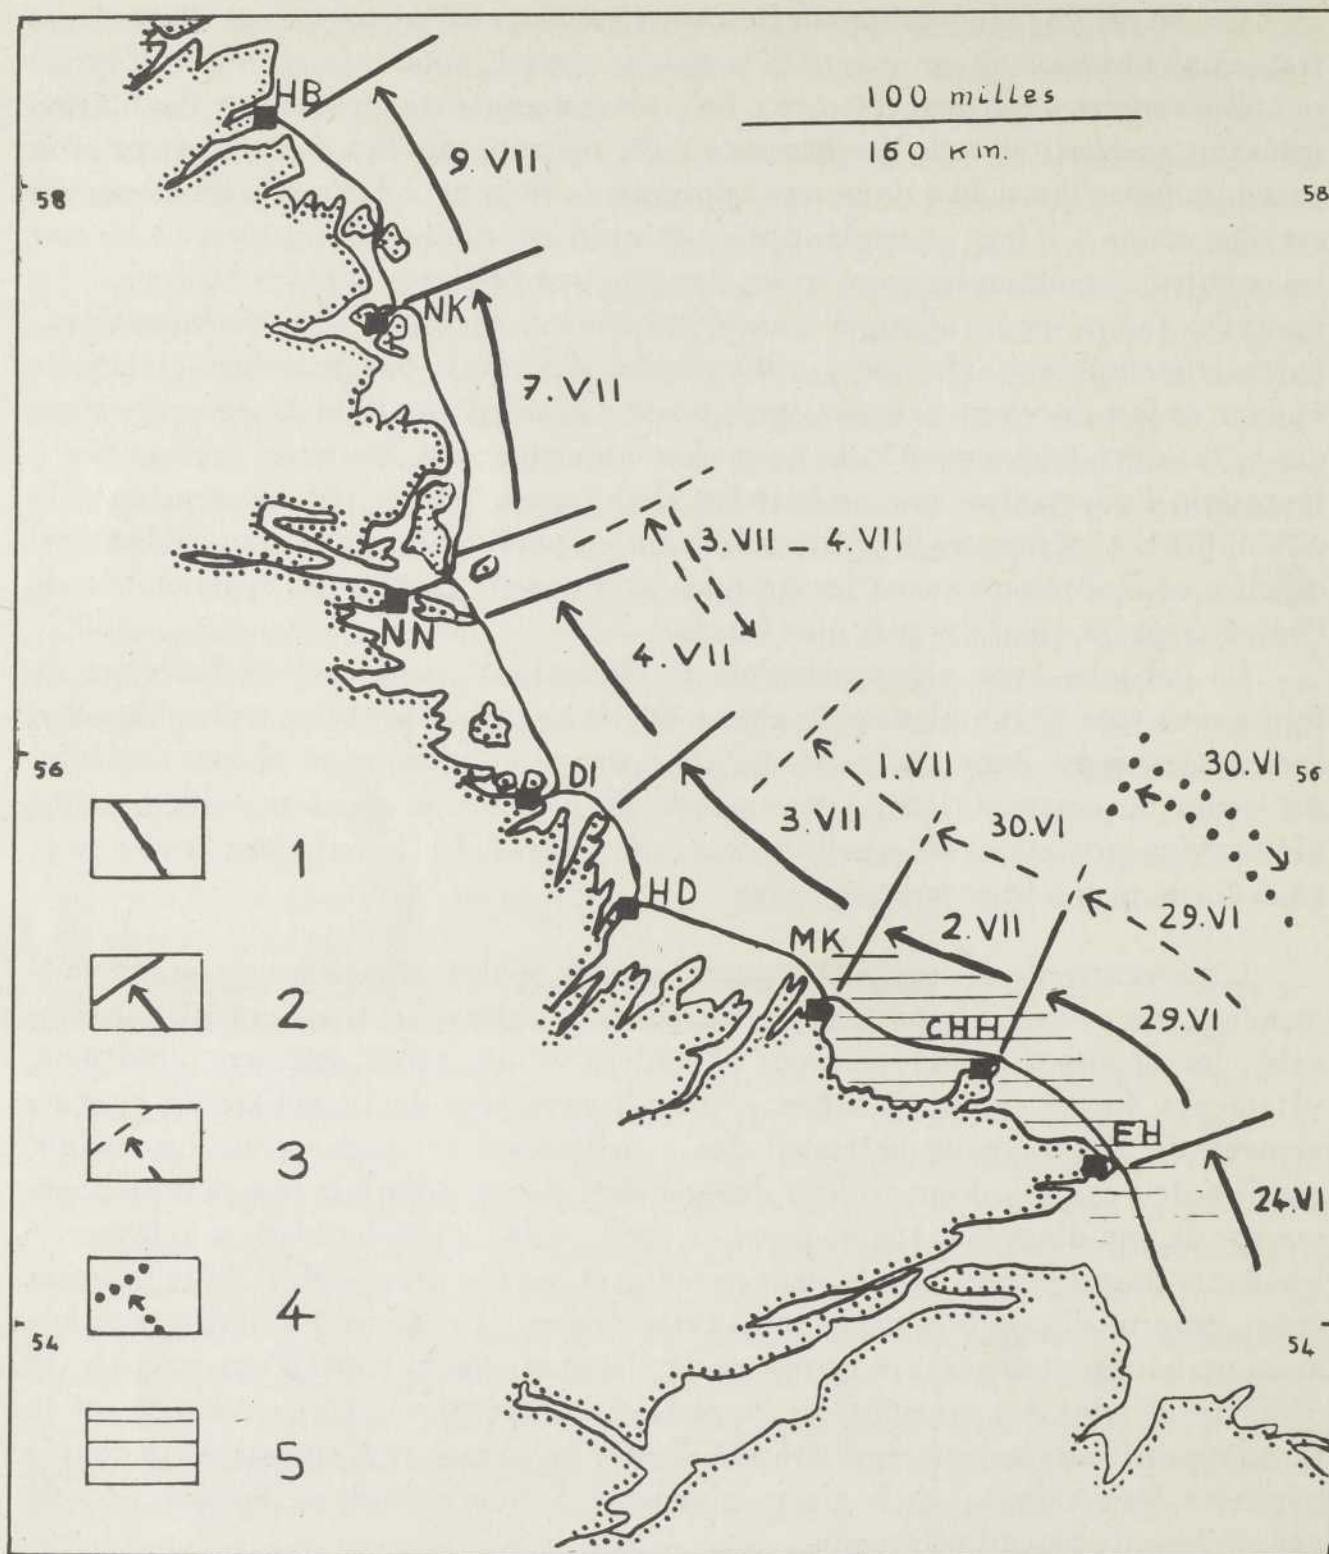 HB
100 milles
160 Km.
9.VII
58
58
NK
7.VII
3.VII — 4.VII
NN
4.VII
56
DI
1.VII
30.VI
56
3.VII
30.VI
1
HD
29.VI
MK
2.VII
2
CHH
29.VI
EH
3
24.VI
4
54
54
5